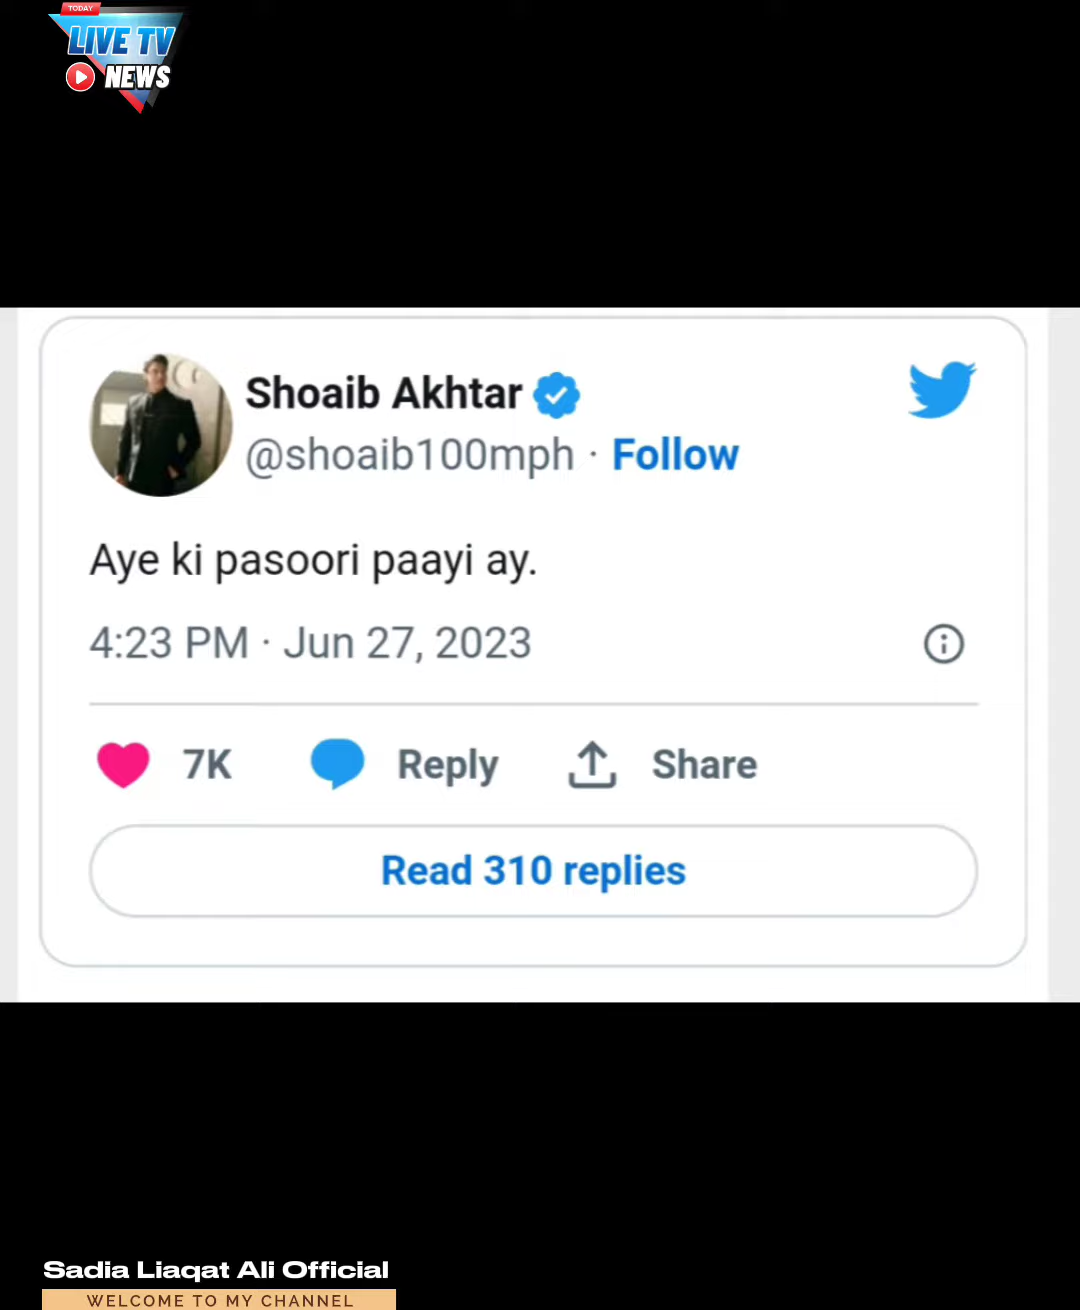 TODAY
LIVE TV
NEWS
Shoaib Akhtar
@shoaib100mph · Follow
Aye ki pasoori paayi ay.
4:23 PM · Jun 27, 2023
7K Reply Share
Read 310 replies
Sadia Liaqat Ali Official
WELCOME TO MY CHANNEL